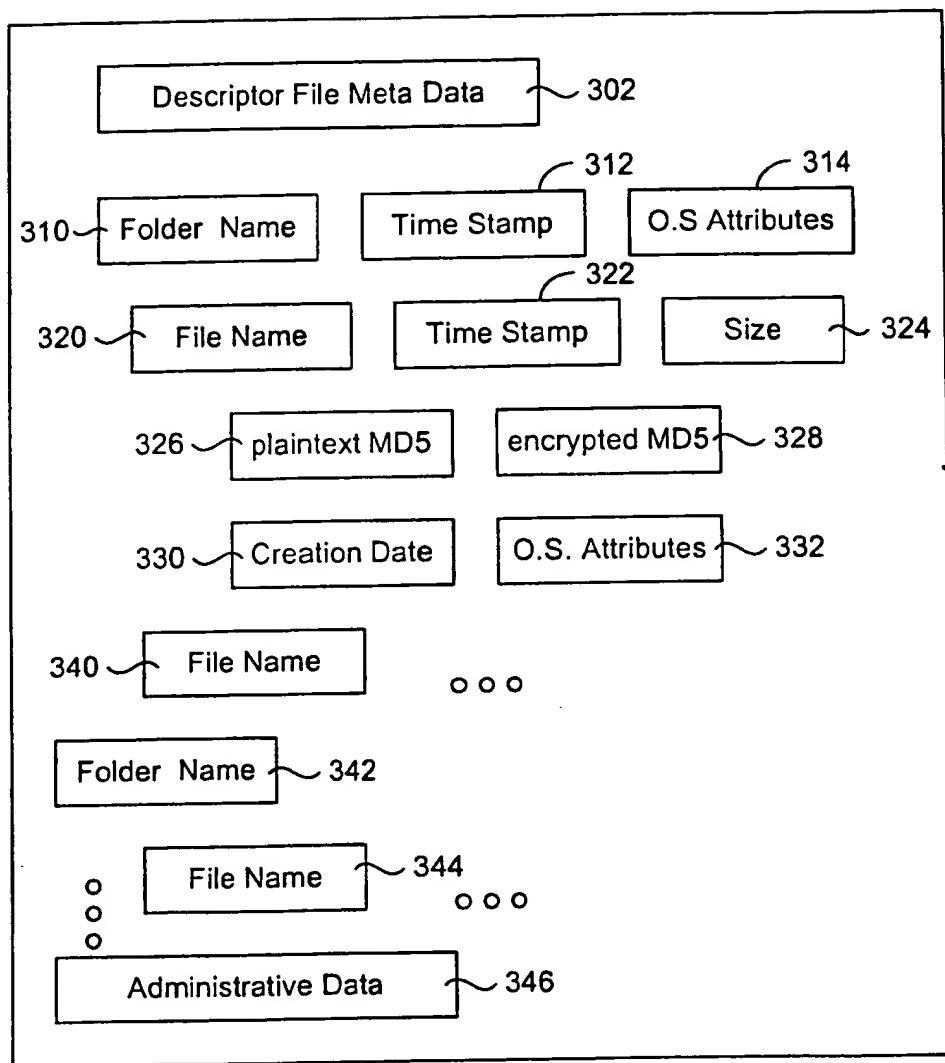 Descriptor File Meta Data 302
312 314
310 Folder Name Time Stamp O.S Attributes
322
320 File Name Time Stamp Size 324
326 plaintext MD5 encrypted MD5 328
330 Creation Date O.S. Attributes 332
340 File Name
Folder Name 342
File Name 344
Administrative Data 346